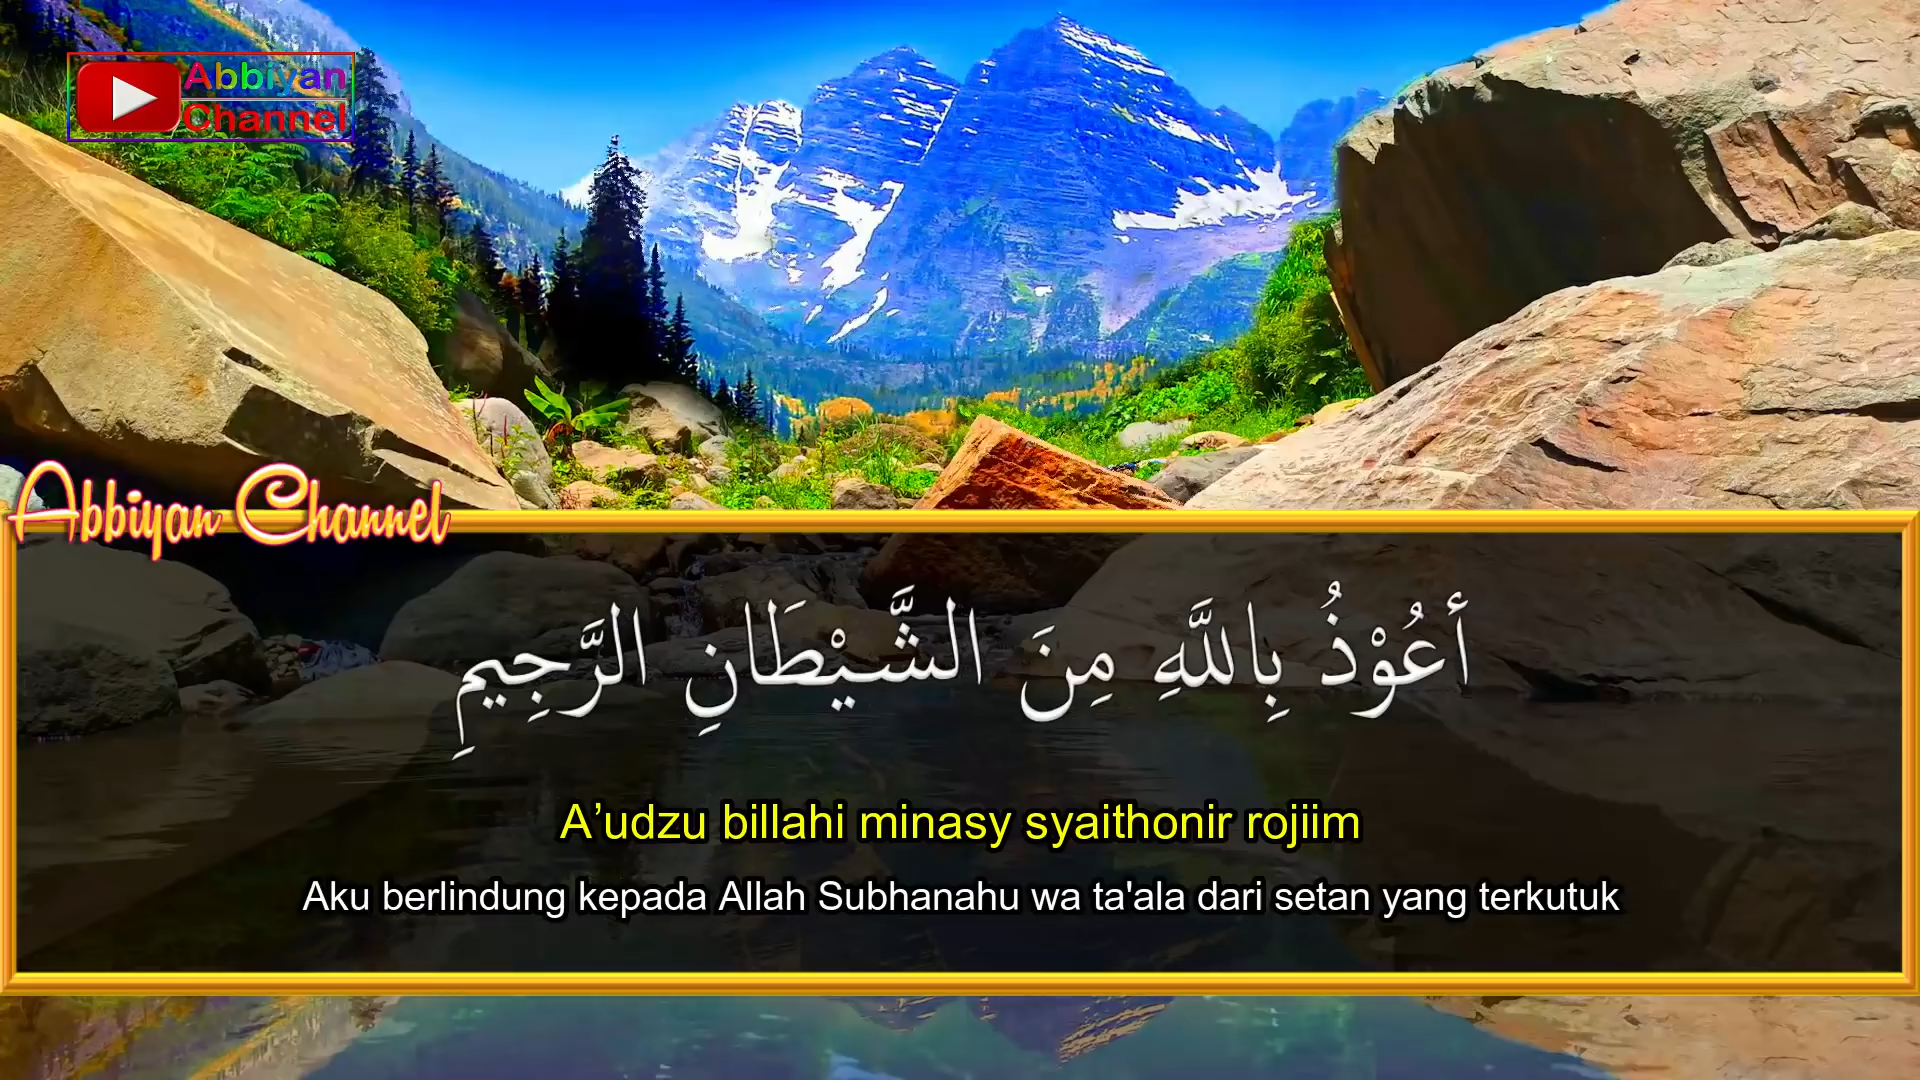 Abbiyan
Channel
Abbiyan Channel
أعُوْذُ بِاللَّهِ مِنَ الشَّيْطَانِ الرَّجِيمِ
A’udzu billahi minasy syaithonir rojiim
Aku berlindung kepada Allah Subhanahu wa ta'ala dari setan yang terkutuk